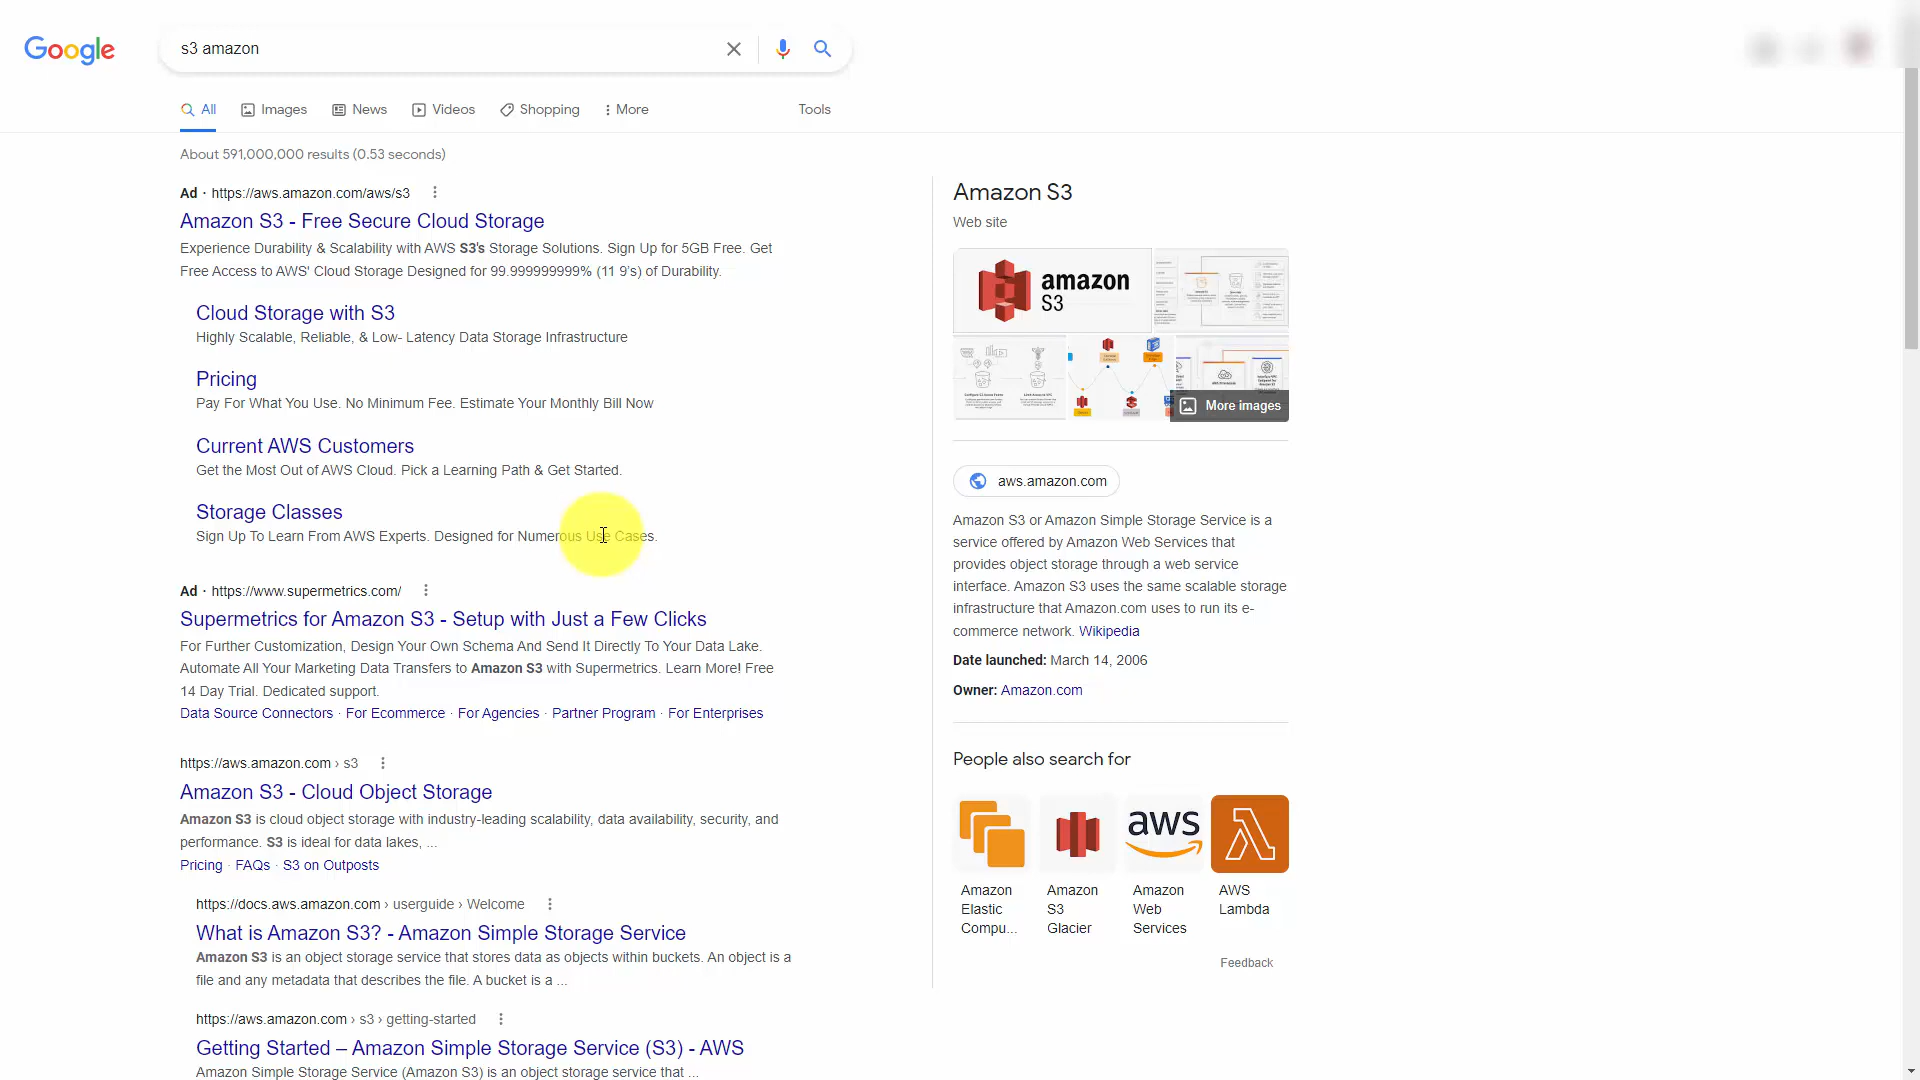 Google
s3 amazon
All
Images
News
Videos
Shopping
More
Tools
About 591,000,000 results (0.53 seconds)
Ad · https://aws.amazon.com/aws/s3
Amazon S3 - Free Secure Cloud Storage
Experience Durability & Scalability with AWS S3's Storage Solutions. Sign Up for 5GB Free. Get
Free Access to AWS' Cloud Storage Designed for 99.999999999% (11 9's) of Durability.
Cloud Storage with S3
Highly Scalable, Reliable, & Low- Latency Data Storage Infrastructure
Pricing
Pay For What You Use. No Minimum Fee. Estimate Your Monthly Bill Now
Current AWS Customers
Get the Most Out of AWS Cloud. Pick a Learning Path & Get Started.
Storage Classes
Sign Up To Learn From AWS Experts. Designed for Numerous Use Cases.
Ad · https://www.supermetrics.com/
Supermetrics for Amazon S3 - Setup with Just a Few Clicks
For Further Customization, Design Your Own Schema And Send It Directly To Your Data Lake.
Automate All Your Marketing Data Transfers to Amazon S3 with Supermetrics. Learn More! Free
14 Day Trial. Dedicated support.
Data Source Connectors · For Ecommerce · For Agencies · Partner Program · For Enterprises
https://aws.amazon.com › s3
Amazon S3 - Cloud Object Storage
Amazon S3 is cloud object storage with industry-leading scalability, data availability, security, and
performance. S3 is ideal for data lakes, ...
Pricing · FAQs · S3 on Outposts
https://docs.aws.amazon.com › userguide › Welcome
What is Amazon S3? - Amazon Simple Storage Service
Amazon S3 is an object storage service that stores data as objects within buckets. An object is a
file and any metadata that describes the file. A bucket is a ...
https://aws.amazon.com › s3 › getting-started
Getting Started – Amazon Simple Storage Service (S3) - AWS
Amazon Simple Storage Service (Amazon S3) is an object storage service that ...
Amazon S3
Web site
amazon
S3
More images
aws.amazon.com
Amazon S3 or Amazon Simple Storage Service is a
service offered by Amazon Web Services that
provides object storage through a web service
interface. Amazon S3 uses the same scalable storage
infrastructure that Amazon.com uses to run its e-
commerce network. Wikipedia
Date launched: March 14, 2006
Owner: Amazon.com
People also search for
aws
Amazon
Elastic
Compu...
Amazon
S3
Glacier
Amazon
Web
Services
AWS
Lambda
Feedback